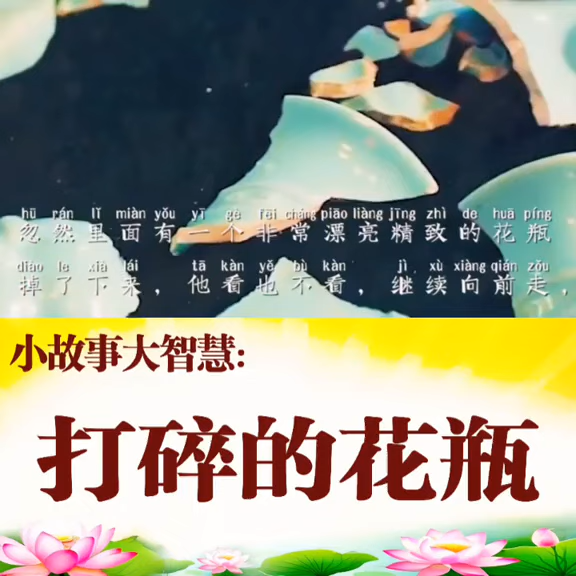 hū rán lǐ miàn yǒu yī gè fēi cháng piāo liàng jīng zhì de huā píng
忽然里面有一个非常漂亮精致的花瓶
diào le xià lái tā kàn yě bù kàn jì xù xiàng qián zǒu
掉了下来，他看也不看，继续向前走，
小故事大智慧:
打碎的花瓶